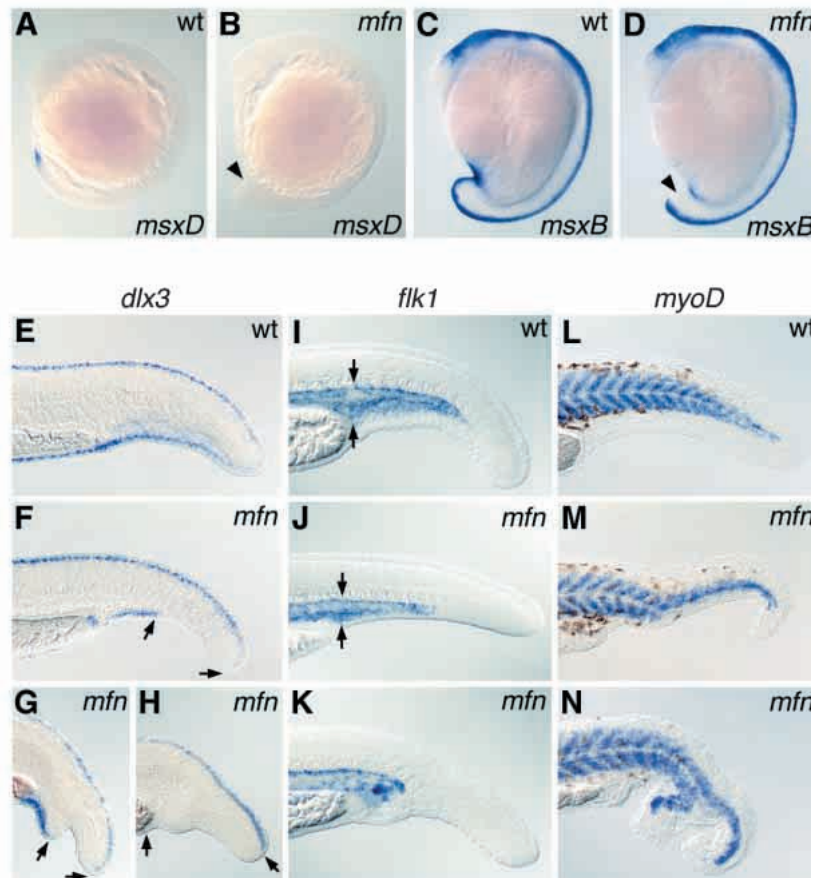 A wt
B mfn
C wt
D mfn
msxD
msxD
msxB
msxB
dlx3
flk1
myoD
E wt
I wt
L wt
F mfn
J mfn
M mfn
G mfn
H mfn
K mfn
N mfn